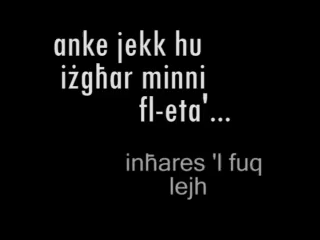 anke jekk hu
iżgħar minni
fl-eta'...
inħares 'l fuq
lejh